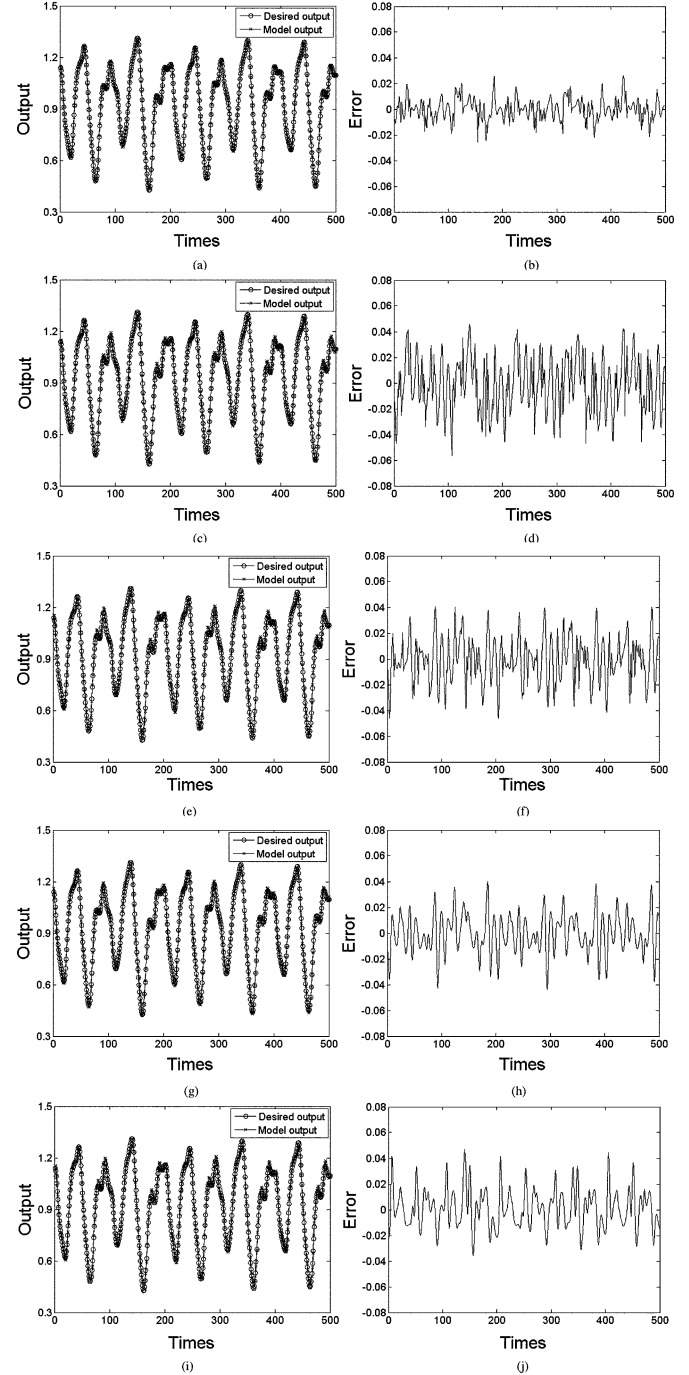 1.5
1.2
0.9
0.6
0.3
Output
Desired output
Model output
0 100 200 300 400 500
Times
(a)
0.08
0.06
0.04
0.02
0
-0.02
-0.04
-0.06
-0.08
Error
0 100 200 300 400 500
Times
(b)
1.5
1.2
0.9
0.6
0.3
Output
Desired output
Model output
0 100 200 300 400 500
Times
(c)
0.08
0.06
0.04
0.02
0
-0.02
-0.04
-0.06
-0.08
Error
0 100 200 300 400 500
Times
(d)
1.5
1.2
0.9
0.6
0.3
Output
Desired output
Model output
0 100 200 300 400 500
Times
(e)
0.08
0.06
0.04
0.02
0
-0.02
-0.04
-0.06
-0.08
Error
0 100 200 300 400 500
Times
(f)
1.5
1.2
0.9
0.6
0.3
Output
Desired output
Model output
0 100 200 300 400 500
Times
(g)
0.08
0.06
0.04
0.02
0
-0.02
-0.04
-0.06
-0.08
Error
0 100 200 300 400 500
Times
(h)
1.5
1.2
0.9
0.6
0.3
Output
Desired output
Model output
0 100 200 300 400 500
Times
(i)
0.08
0.06
0.04
0.02
0
-0.02
-0.04
-0.06
-0.08
Error
0 100 200 300 400 500
Times
(j)